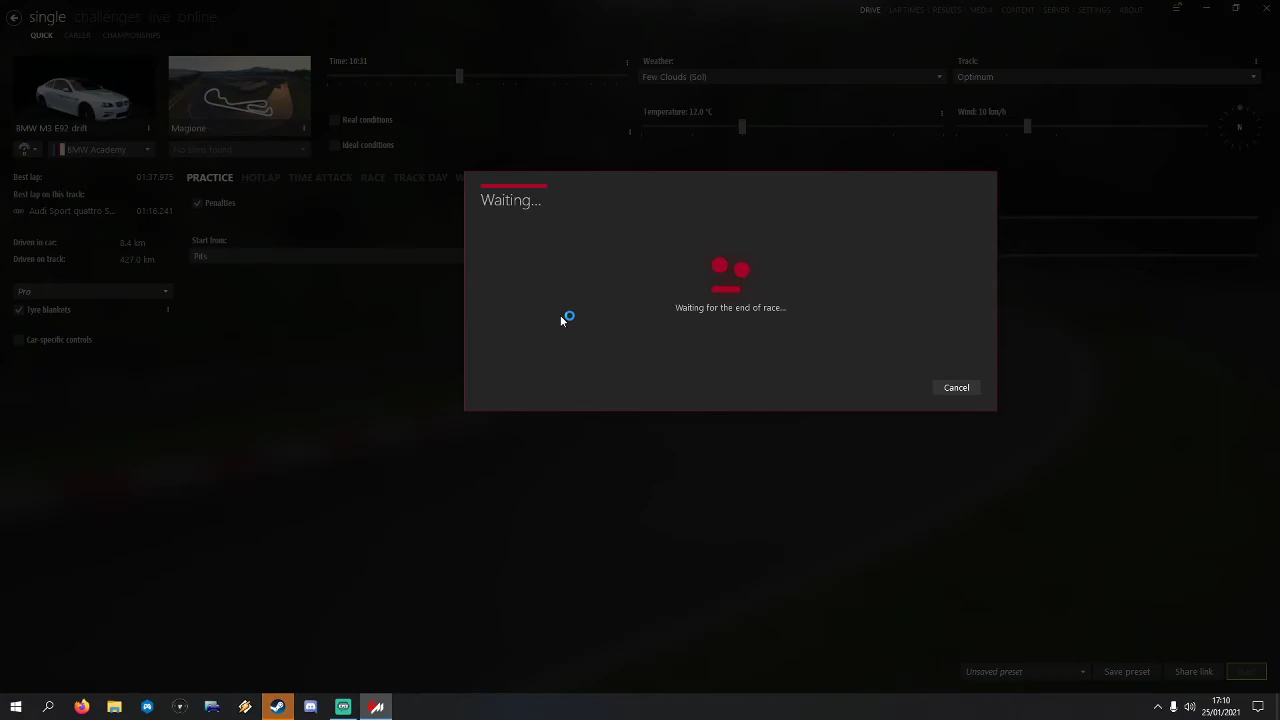 single challenges live online
DRIVE LAP TIMES RESULTS MEDIA CONTENT SERVER SETTINGS ABOUT
QUICK CAREER CHAMPIONSHIPS
Time: 16:31
Weather:
Track:
Few Clouds (Sol)
Optimum
Temperature: 12.0 °C
Wind: 10 km/h
Real conditions
BMW M3 E92 drift
Magione
N
Ideal conditions
BMW Academy
No skins found
Best lap:
01:37.975
PRACTICE HOTLAP TIME ATTACK RACE TRACK DAY
Best lap on this track:
Penalties
Audi Sport quattro S...
01:16.241
Waiting...
Driven in car:
8.4 km
Start from:
Driven on track:
427.0 km
Pits
Pro
Waiting for the end of race...
Tyre blankets
Car-specific controls
Cancel
Unsaved preset
Save preset
Share link
17:10
25/01/2021